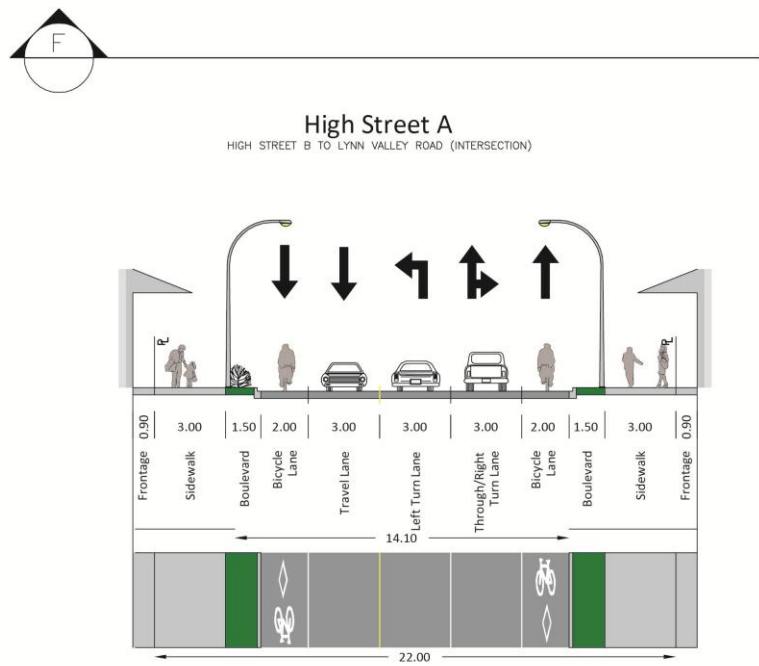 F
High Street A
HIGH STREET B TO LYNN VALLEY ROAD (INTERSECTION)
PL PL
0.90 3.00 1.50 2.00 3.00 3.00 3.00 2.00 1.50 3.00 0.90
Frontage
Sidewalk
Boulevard
Bicycle
Lane
Travel Lane
Left Turn Lane
Through/Right
Turn Lane
Bicycle
Lane
Boulevard
Sidewalk
Frontage
14.10
22.00